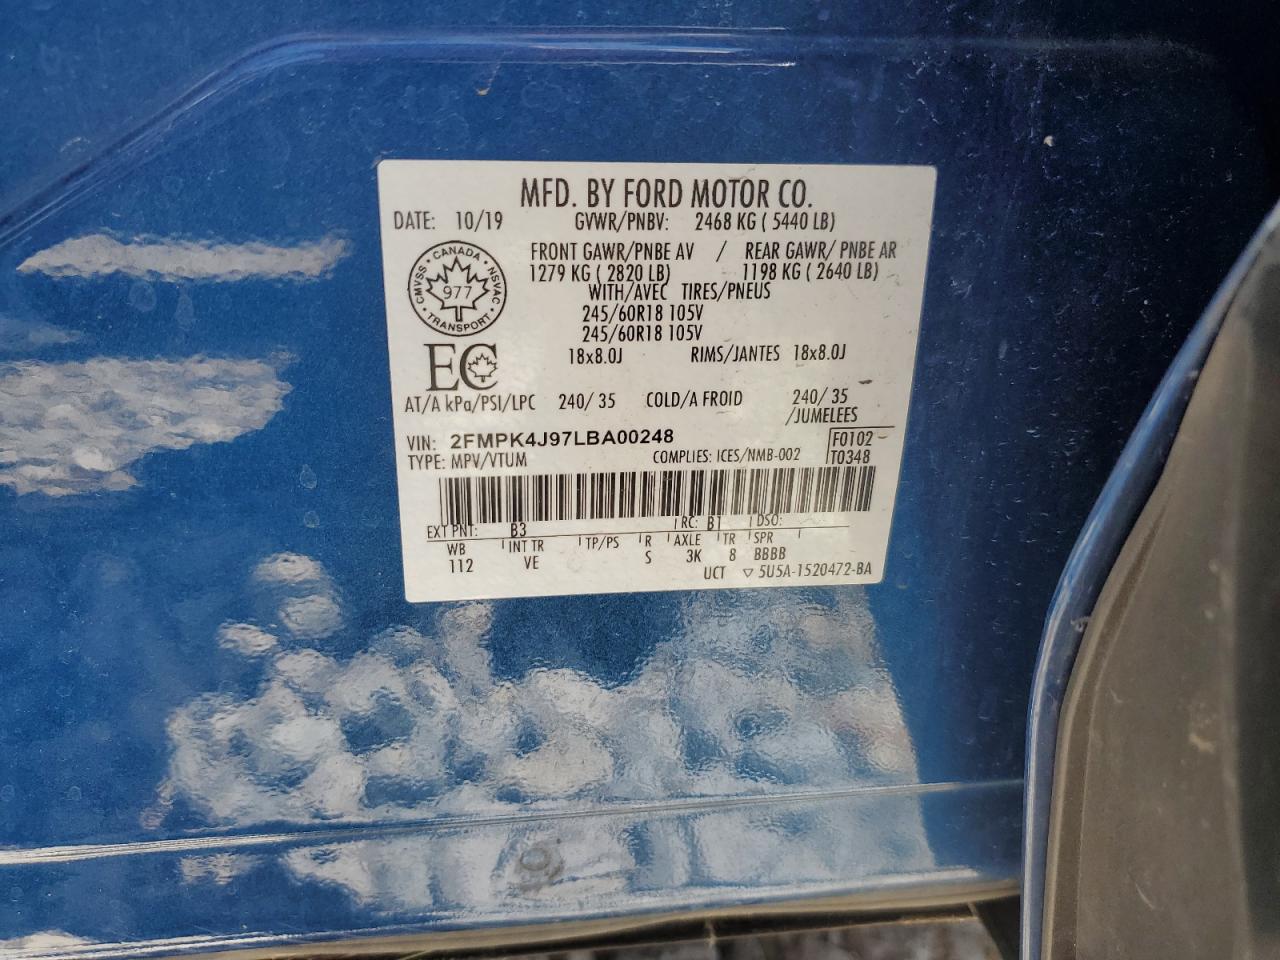 MFD. BY FORD MOTOR CO.
DATE: 10/19 GVWR/PNBV: 2468 KG ( 5440 LB)
FRONT GAWR/PNBE AV / REAR GAWR/ PNBE AR
1279 KG ( 2820 LB) 1198 KG ( 2640 LB)
WITH/AVEC TIRES/PNEUS
245/60R18 105V
245/60R18 105V
18x8.0J RIMS/JANTES 18x8.0J
CANADA CMVSS NSVAC
977
TRANSPORT
EC
AT/A kPa/PSI/LPC 240/ 35 COLD/A FROID 240/ 35
/JUMELEES
VIN: 2FMPK4J97LBA00248 F0102
TYPE: MPV/VTUM COMPLIES: ICES/NMB-002 T0348
EXT PNT: B3 RC: B1 DSO:
WB INT TR TP/PS R AXLE TR SPR
112 VE S 3K 8 BBBB
UCT ▽ 5U5A-1520472-BA